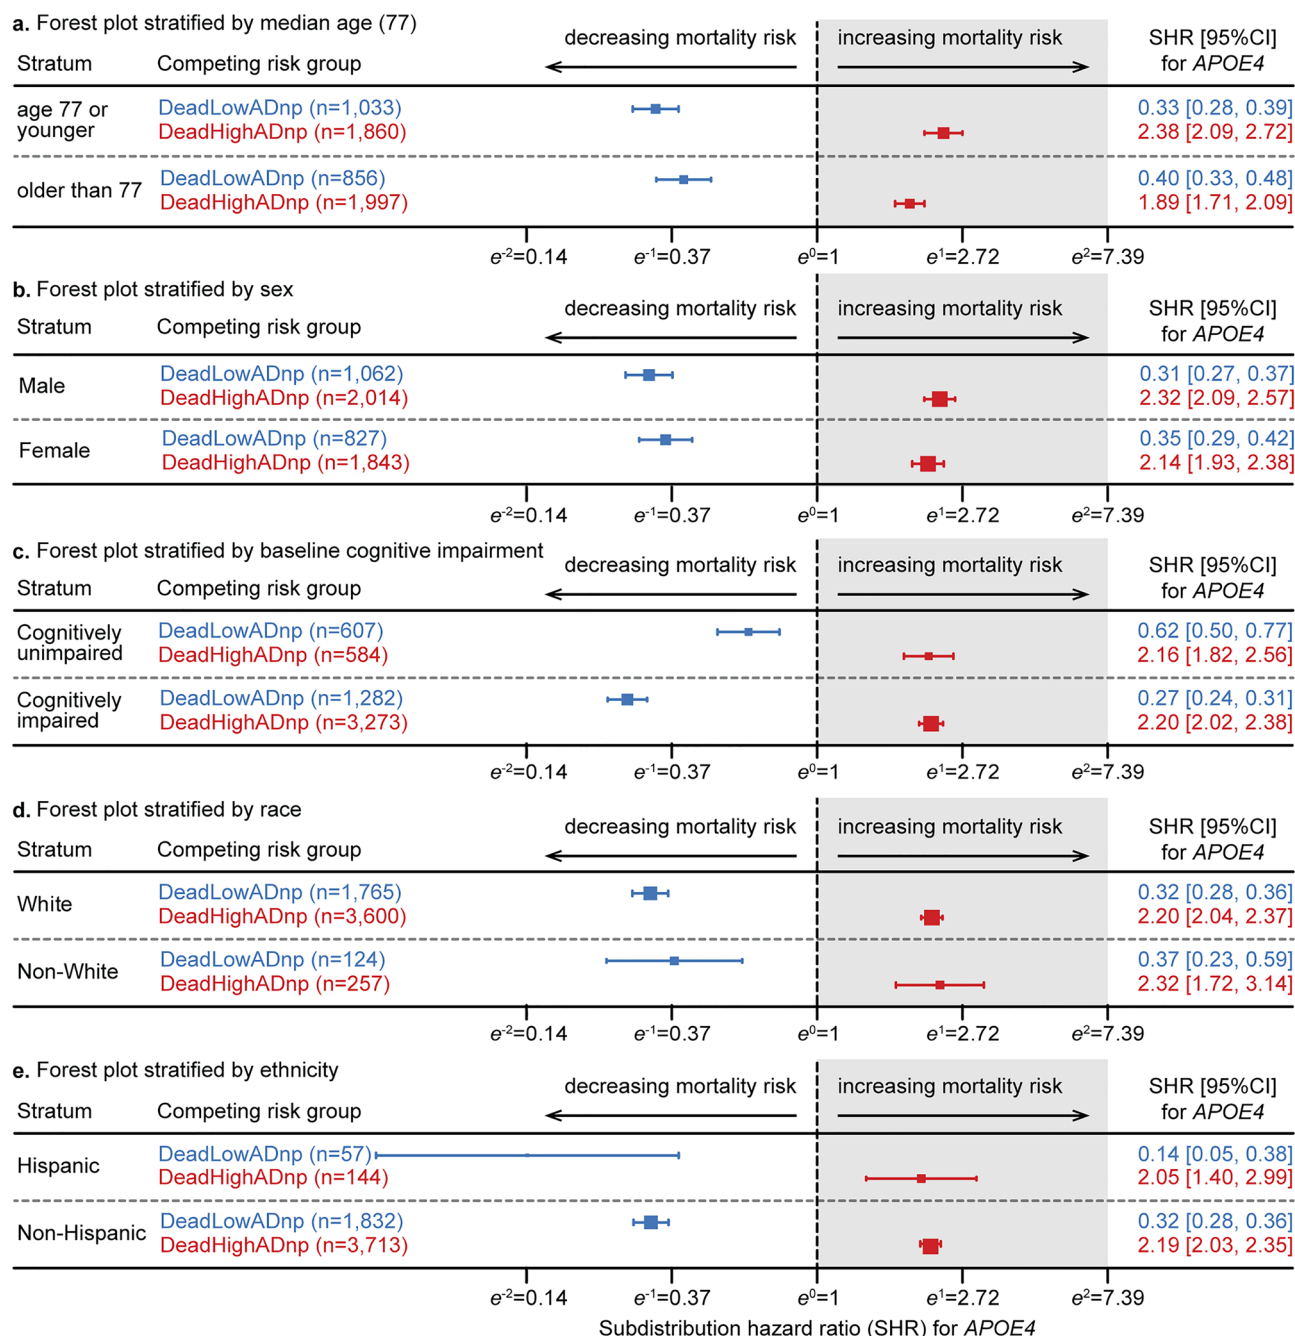 a. Forest plot stratified by median age (77)
decreasing mortality risk increasing mortality risk SHR [95%CI]
Stratum Competing risk group for APOE4
age 77 or DeadLowADnp (n=1,033) 0.33 [0.28, 0.39]
younger DeadHighADnp (n=1,860) 2.38 [2.09, 2.72]
older than 77 DeadLowADnp (n=856) 0.40 [0.33, 0.48]
DeadHighADnp (n=1,997) 1.89 [1.71, 2.09]
e⁻²=0.14 e⁻¹=0.37 e⁰=1 e¹=2.72 e²=7.39
b. Forest plot stratified by sex
decreasing mortality risk increasing mortality risk SHR [95%CI]
Stratum Competing risk group for APOE4
Male DeadLowADnp (n=1,062) 0.31 [0.27, 0.37]
DeadHighADnp (n=2,014) 2.32 [2.09, 2.57]
Female DeadLowADnp (n=827) 0.35 [0.29, 0.42]
DeadHighADnp (n=1,843) 2.14 [1.93, 2.38]
e⁻²=0.14 e⁻¹=0.37 e⁰=1 e¹=2.72 e²=7.39
c. Forest plot stratified by baseline cognitive impairment
decreasing mortality risk increasing mortality risk SHR [95%CI]
Stratum Competing risk group for APOE4
Cognitively DeadLowADnp (n=607) 0.62 [0.50, 0.77]
unimpaired DeadHighADnp (n=584) 2.16 [1.82, 2.56]
Cognitively DeadLowADnp (n=1,282) 0.27 [0.24, 0.31]
impaired DeadHighADnp (n=3,273) 2.20 [2.02, 2.38]
e⁻²=0.14 e⁻¹=0.37 e⁰=1 e¹=2.72 e²=7.39
d. Forest plot stratified by race
decreasing mortality risk increasing mortality risk SHR [95%CI]
Stratum Competing risk group for APOE4
White DeadLowADnp (n=1,765) 0.32 [0.28, 0.36]
DeadHighADnp (n=3,600) 2.20 [2.04, 2.37]
Non-White DeadLowADnp (n=124) 0.37 [0.23, 0.59]
DeadHighADnp (n=257) 2.32 [1.72, 3.14]
e⁻²=0.14 e⁻¹=0.37 e⁰=1 e¹=2.72 e²=7.39
e. Forest plot stratified by ethnicity
decreasing mortality risk increasing mortality risk SHR [95%CI]
Stratum Competing risk group for APOE4
Hispanic DeadLowADnp (n=57) 0.14 [0.05, 0.38]
DeadHighADnp (n=144) 2.05 [1.40, 2.99]
Non-Hispanic DeadLowADnp (n=1,832) 0.32 [0.28, 0.36]
DeadHighADnp (n=3,713) 2.19 [2.03, 2.35]
e⁻²=0.14 e⁻¹=0.37 e⁰=1 e¹=2.72 e²=7.39
Subdistribution hazard ratio (SHR) for APOE4